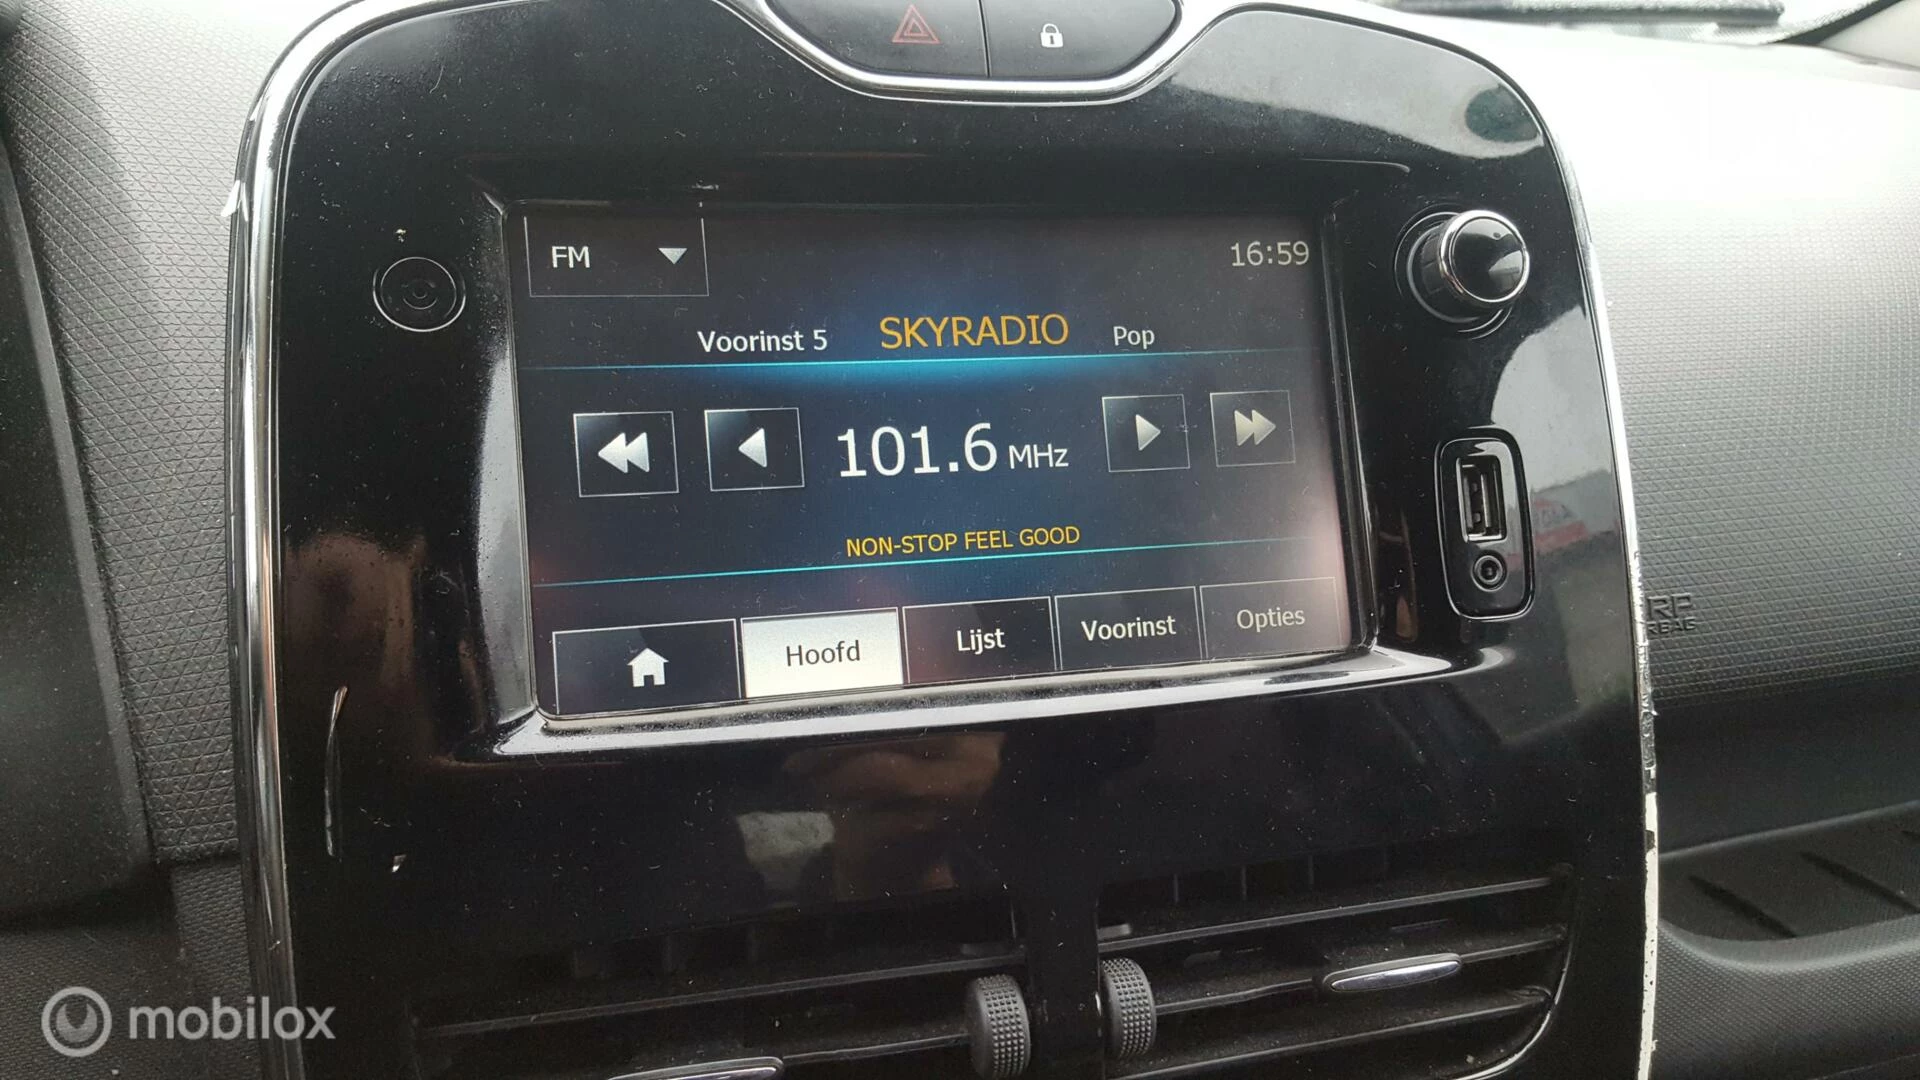 FM
16:59
Voorinst 5 SKYRADIO Pop
101.6 MHz
NON-STOP FEEL GOOD
Hoofd Lijst Voorinst Opties
RP
mobilox